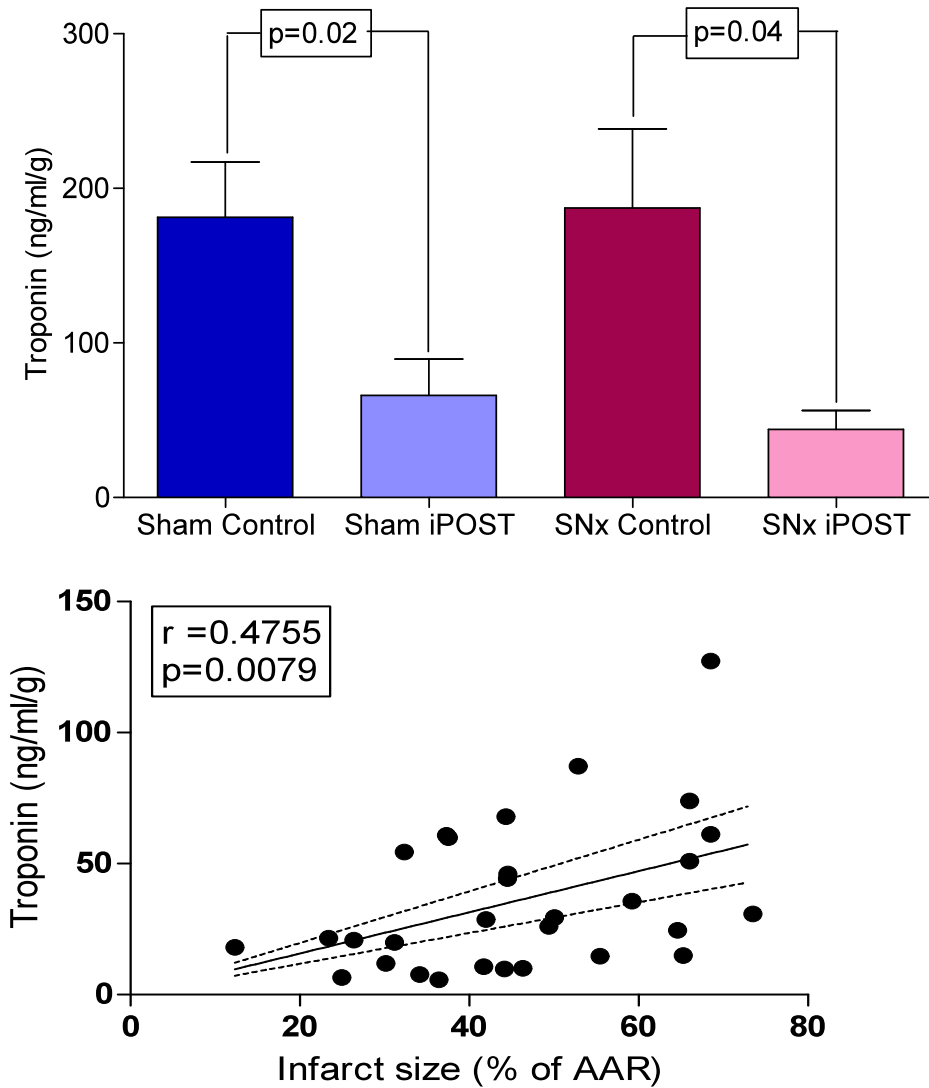 300
p=0.02
p=0.04
200
100
0
Troponin (ng/ml/g)
Sham Control
Sham iPOST
SNx Control
SNx iPOST
150
r =0.4755
p=0.0079
100
50
0
Troponin (ng/ml/g)
0
20
40
60
80
Infarct size (% of AAR)